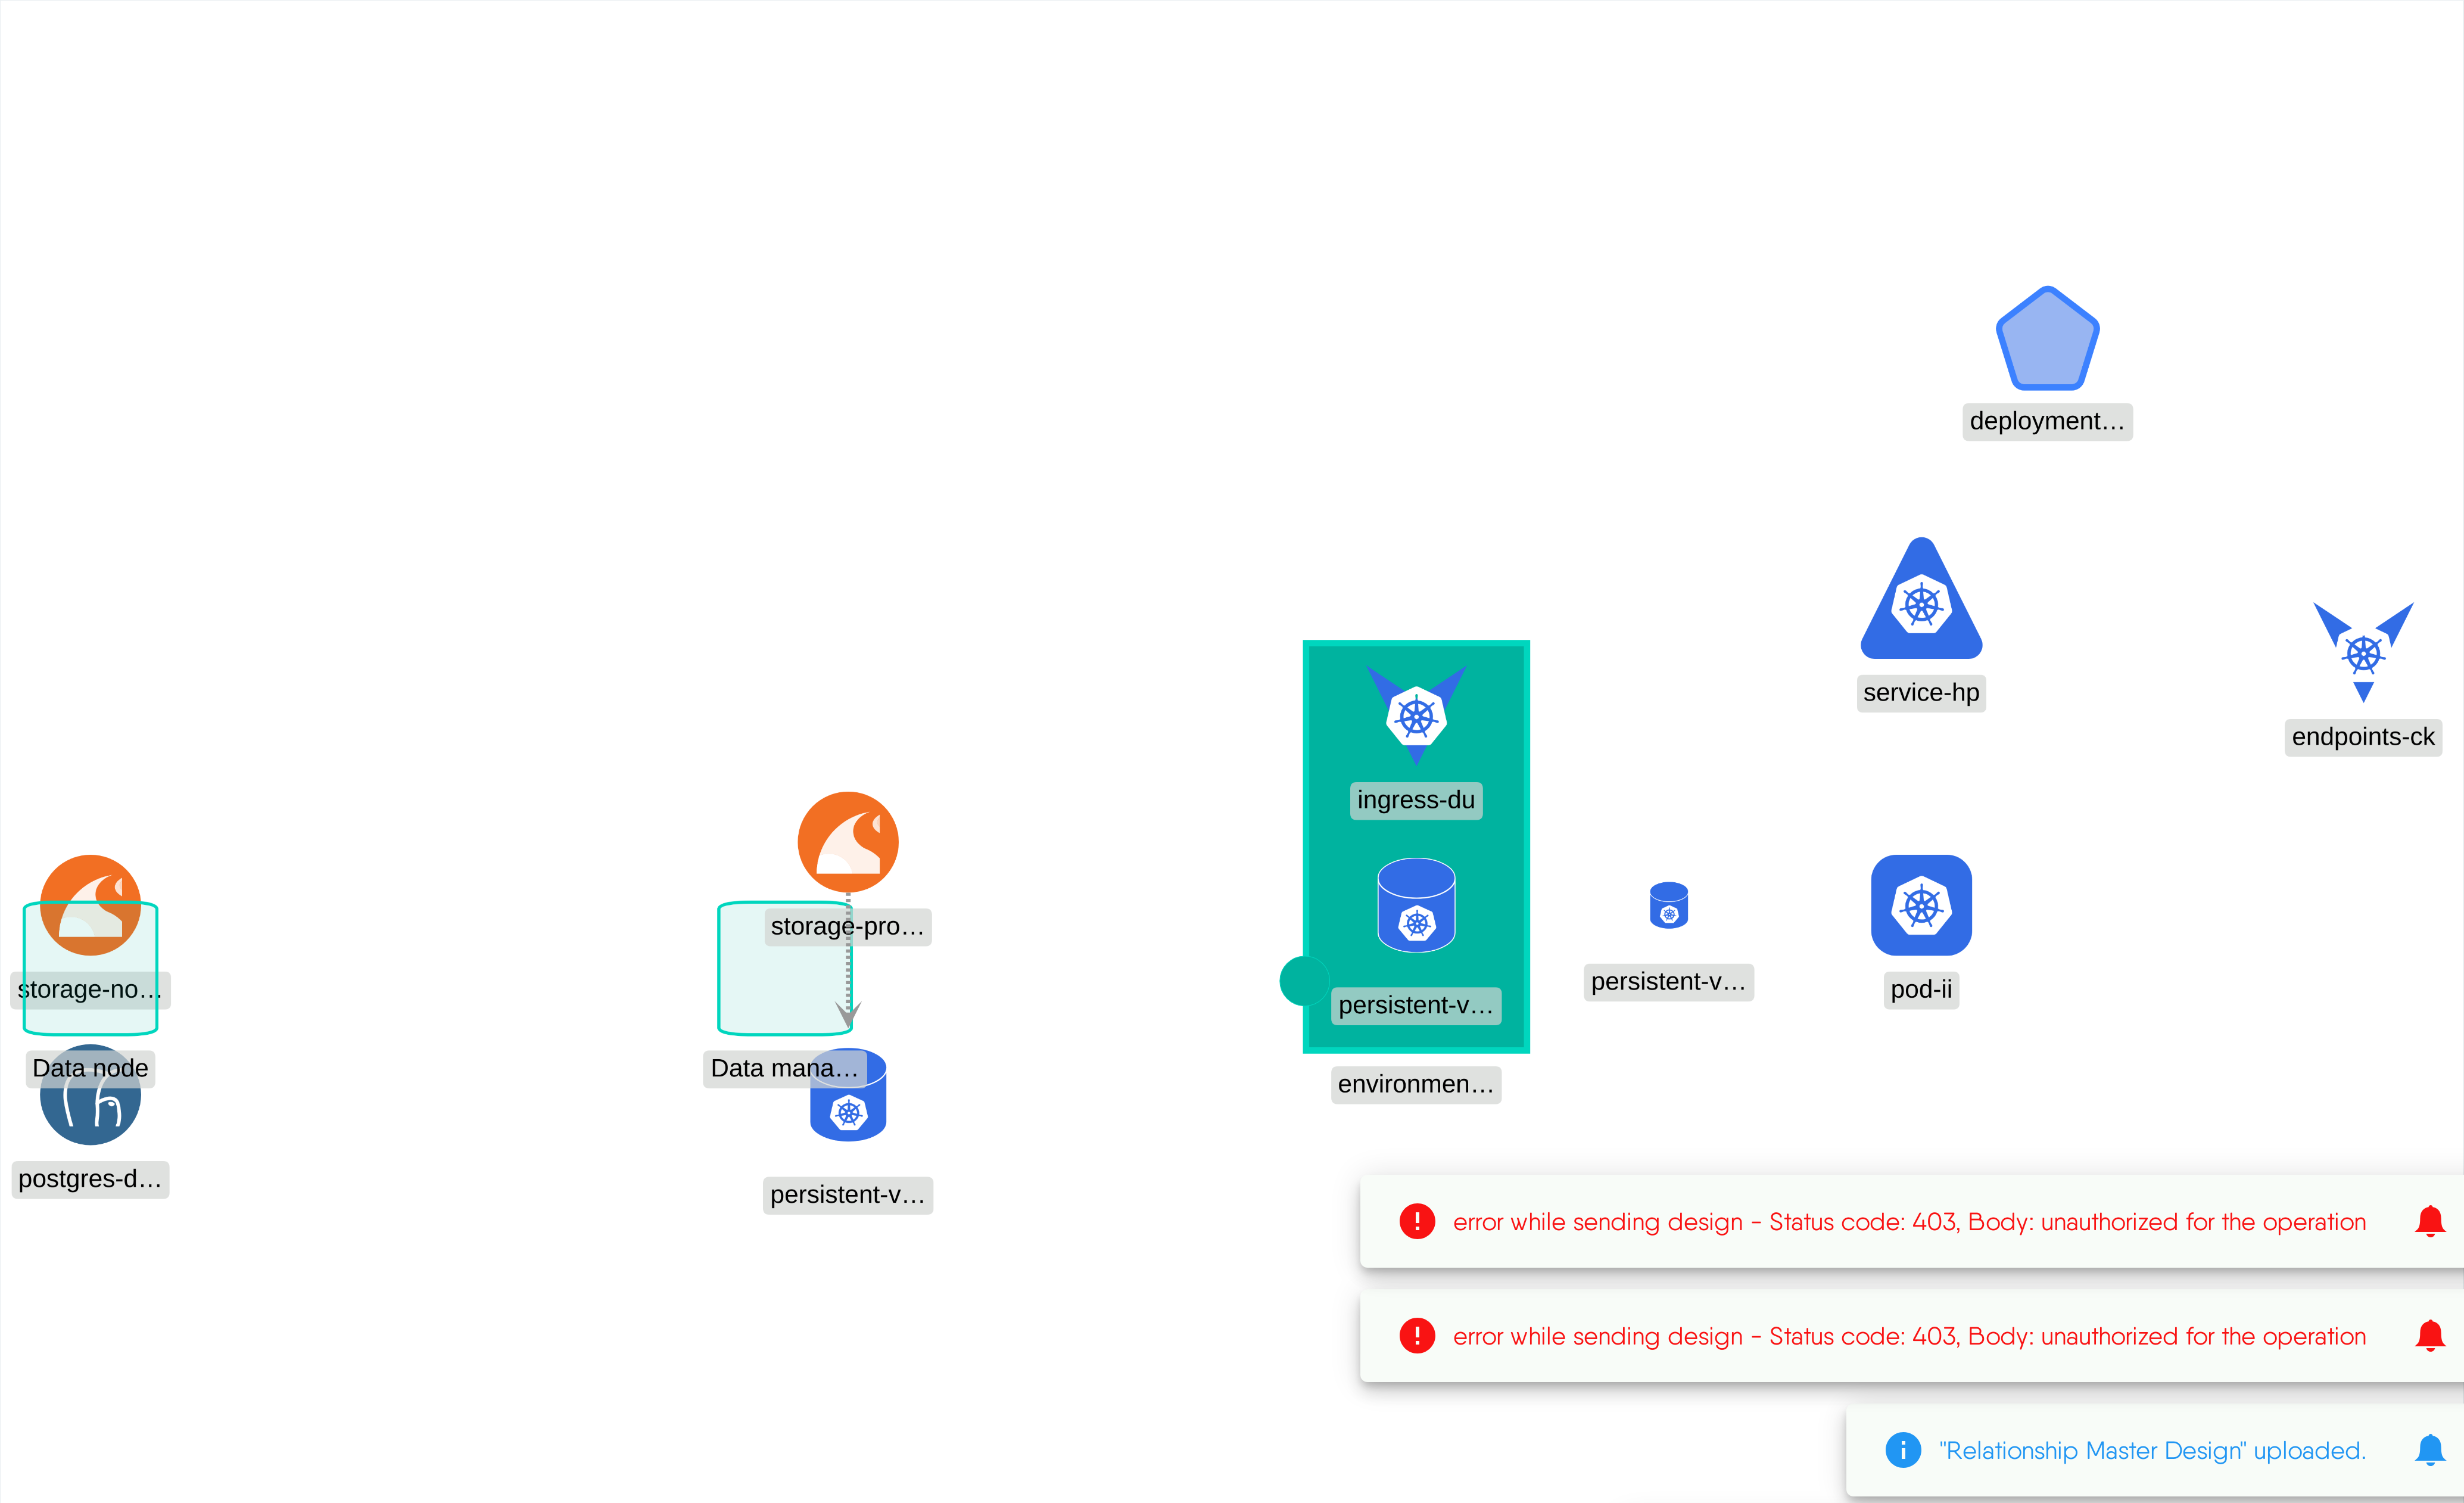 deployment…
service-hp
endpoints-ck
ingress-du
storage-pro…
storage-no…
persistent-v…
persistent-v…
pod-ii
Data node
Data mana…
environmen…
postgres-d…
persistent-v…
error while sending design - Status code: 403, Body: unauthorized for the operation
error while sending design - Status code: 403, Body: unauthorized for the operation
"Relationship Master Design" uploaded.